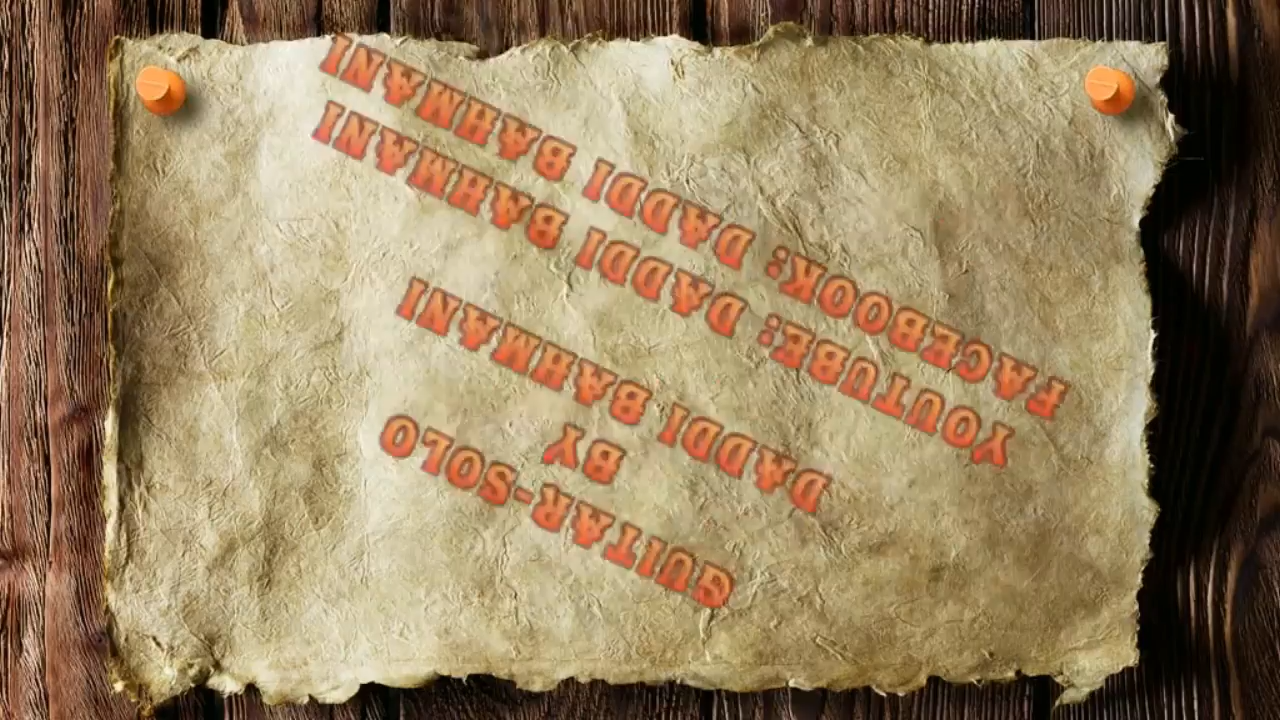 GUITAR-SOLO
BY
DADDI BAHMANI
YOUTUBE: DADDI BAHMANI
FACEBOOK: DADDI BAHMANI